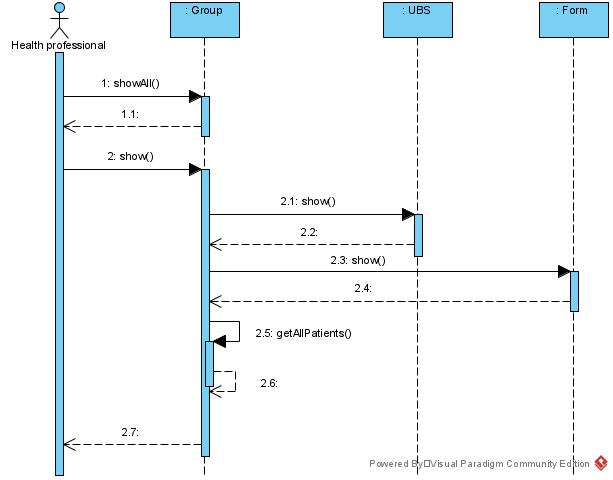 : Group
: UBS
: Form
Health professional
1: showAll()
1.1:
2: show()
2.1: show()
2.2:
2.3: show()
2.4:
2.5: getAllPatients()
2.6:
2.7:
Powered By□Visual Paradigm Community Edition